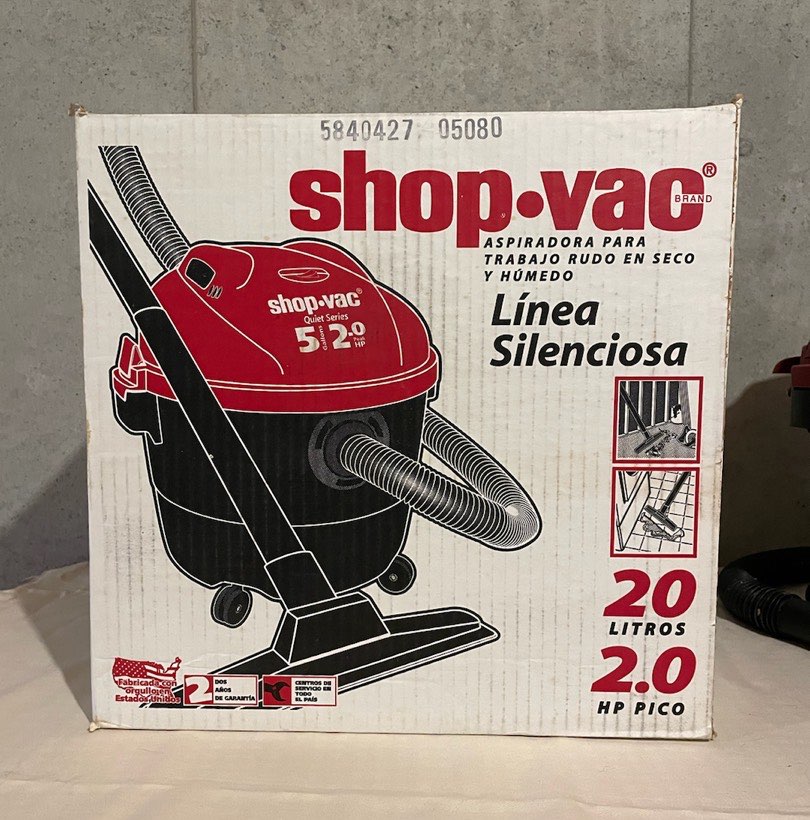 5840427 05080
shop·vac®
BRAND
ASPIRADORA PARA
TRABAJO RUDO EN SECO
Y HÚMEDO
Línea
Silenciosa
shop·vac®
Quiet Series
5 Gallons 2.0 Peak HP
20
LITROS
2.0
HP PICO
Fabricada con
orgullo en
Estados Unidos
2 DOS
AÑOS
DE GARANTÍA
CENTROS DE
SERVICIO EN
TODO
EL PAÍS